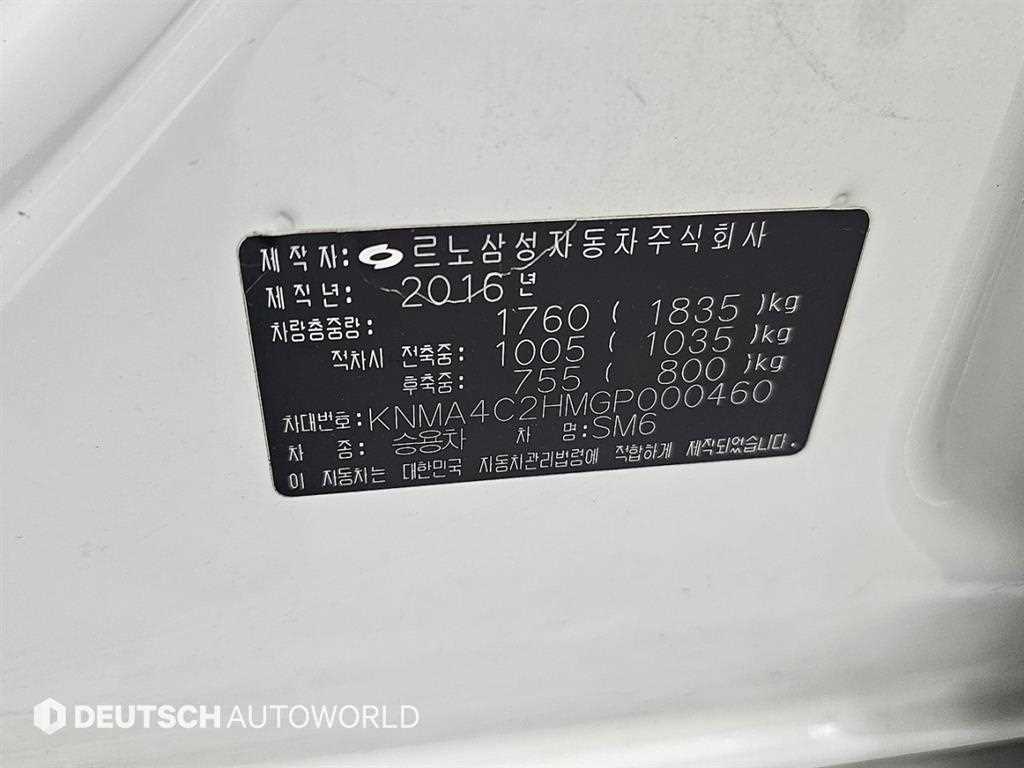 제작자: 르노삼성자동차주식회사
제작년: 2016년
차량총중량: 1760 ( 1835 )kg
적차시 전축중: 1005 ( 1035 )kg
후축중: 755 ( 800 )kg
차대번호: KNMA4C2HMGP000460
차 종: 승용차 차 명: SM6
이 자동차는 대한민국 자동차관리법령에 적합하게 제작되었습니다.
DEUTSCH AUTOWORLD